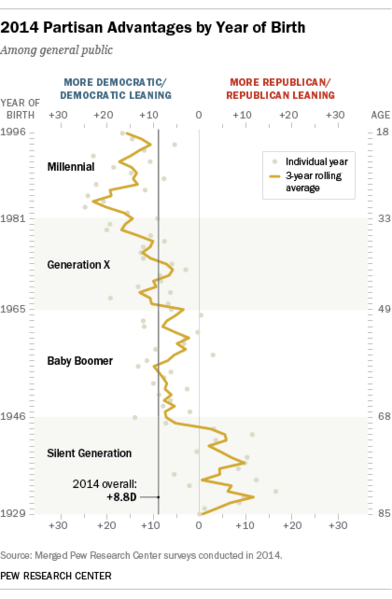 2014 Partisan Advantages by Year of Birth
Among general public
MORE DEMOCRATIC/
DEMOCRATIC LEANING
MORE REPUBLICAN/
REPUBLICAN LEANING
YEAR OF
BIRTH +30 +20 +10 0 +10 +20 +30 AGE
1996 18
Individual year
3-year rolling
average
Millennial
1981 33
Generation X
1965 49
Baby Boomer
1946 68
Silent Generation
2014 overall:
+8.8D
1929 85
+30 +20 +10 0 +10 +20 +30
Source: Merged Pew Research Center surveys conducted in 2014.
PEW RESEARCH CENTER